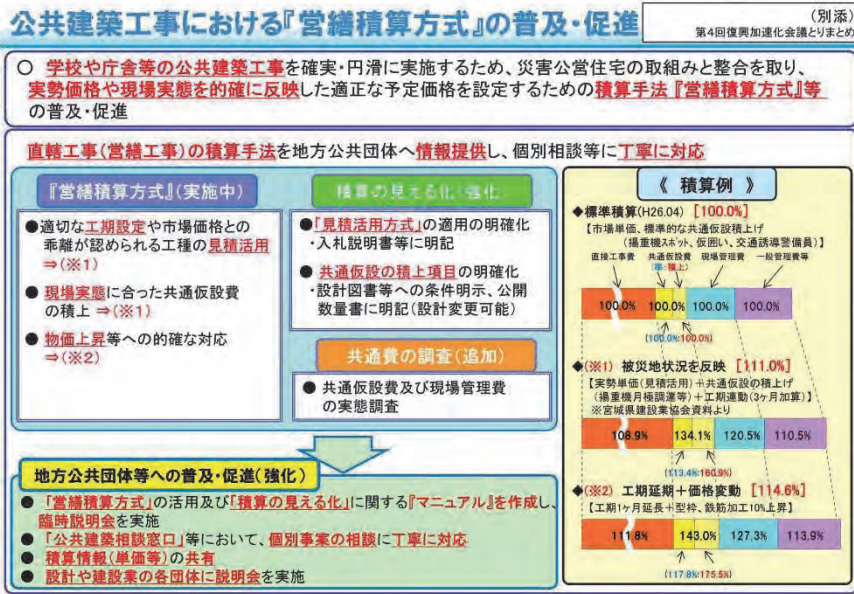 公共建築工事における『営繕積算方式』の普及・促進
(別添)
第4回復興加速化会議とりまとめ
○ 学校や庁舎等の公共建築工事を確実・円滑に実施するため、災害公営住宅の取組みと整合を取り、
実勢価格や現場実態を的確に反映した適正な予定価格を設定するための積算手法『営繕積算方式』等
の普及・促進
直轄工事(営繕工事)の積算手法を地方公共団体へ情報提供し、個別相談等に丁寧に対応
『営繕積算方式』(実施中)
●適切な工期設定や市場価格との
乖離が認められる工種の見積活用
⇒(※1)
● 現場実態に合った共通仮設費
の積上 ⇒(※1)
● 物価上昇等への的確な対応
⇒(※2)
積算の見える化(強化)
●「見積活用方式」の適用の明確化
・入札説明書等に明記
● 共通仮設の積上項目の明確化
・設計図書等への条件明示、公開
数量書に明記(設計変更可能)
共通費の調査(追加)
● 共通仮設費及び現場管理費
の実態調査
地方公共団体等への普及・促進(強化)
● 「営繕積算方式」の活用及び「積算の見える化」に関する『マニュアル』を作成し、
臨時説明会を実施
● 「公共建築相談窓口」等において、個別事案の相談に丁寧に対応
● 積算情報(単価等)の共有
● 設計や建設業の各団体に説明会を実施
《 積算例 》
◆標準積算(H26.04) [100.0%]
【市場単価、標準的な共通仮設積上げ
(揚重機スポット、仮囲い、交通誘導警備員)】
直接工事費 共通仮設費 現場管理費 一般管理費等
(率:積上)
100.0% 100.0% 100.0% 100.0%
(100.0%:100.0%)
◆(※1) 被災地状況を反映 [111.0%]
【実勢単価(見積活用)+共通仮設の積上げ
(揚重機月極調達等)+工期連動(3ヶ月加算)】
※宮城県建設業協会資料より
108.9% 134.1% 120.5% 110.5%
(113.4%:160.9%)
◆(※2) 工期延期+価格変動 [114.6%]
【工期1ヶ月延長+型枠、鉄筋加工10%上昇】
111.8% 143.0% 127.3% 113.9%
(117.8%:175.5%)